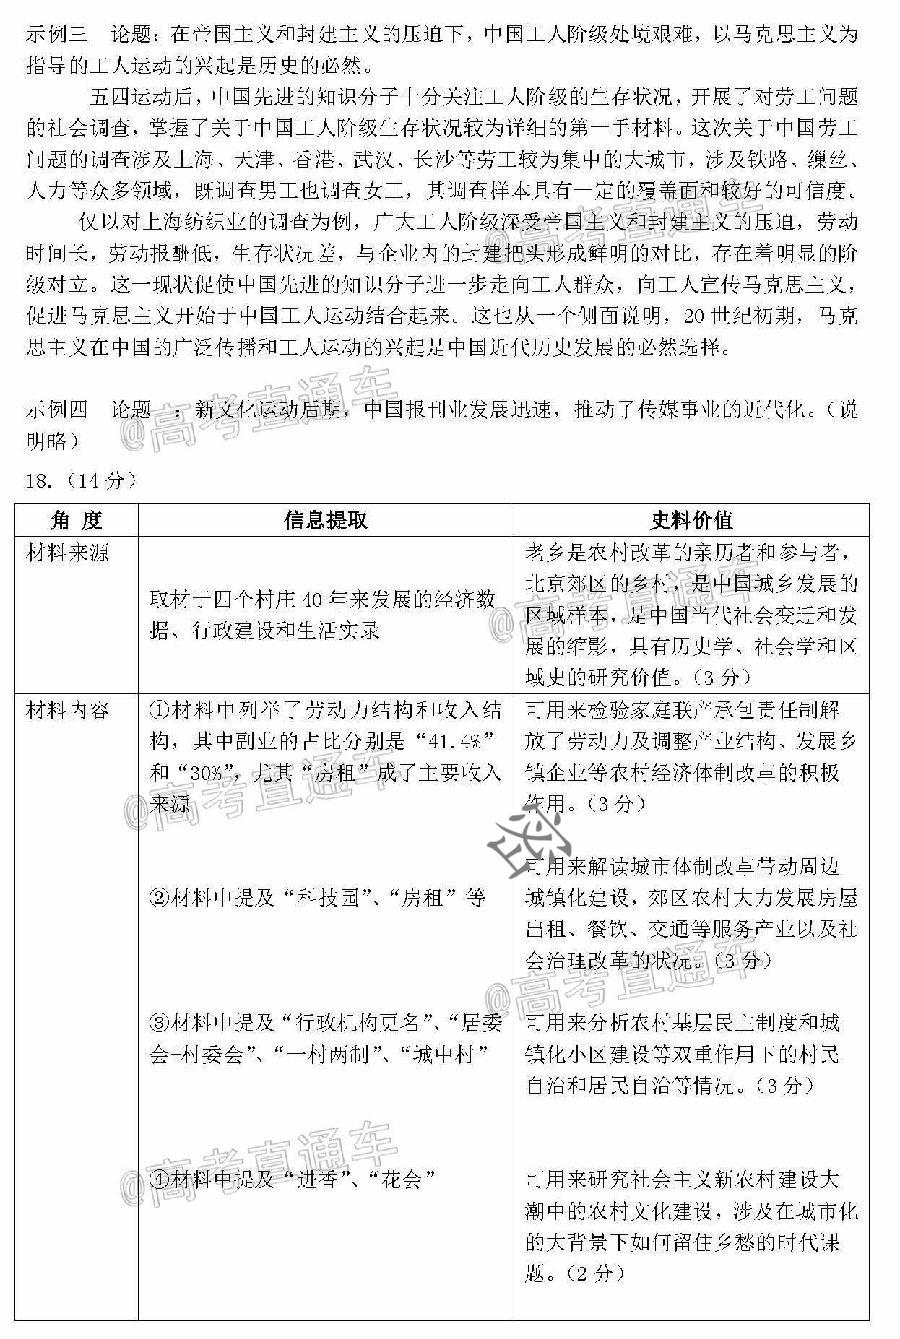 示例三 论题：在帝国主义和封建主义的压迫下，中国工人阶级处境艰难，以马克思主义为
指导的工人运动的兴起是历史的必然。
五四运动后，中国先进的知识分子十分关注工人阶级的生存状况，开展了对劳工问题
的社会调查，掌握了关于中国工人阶级生存状况较为详细的第一手材料。这次关于中国劳工
问题的调查涉及上海、天津、香港、武汉、长沙等劳工较为集中的大城市，涉及铁路、缫丝、
人力等众多领域，既调查男工也调查女工，其调查样本具有一定的覆盖面和较好的可信度。
仅以对上海纺织业的调查为例，广大工人阶级深受帝国主义和封建主义的压迫，劳动
时间长，劳动报酬低，生存状况差，与企业内的封建把头形成鲜明的对比，存在着明显的阶
级对立。这一现状促使中国先进的知识分子进一步走向工人群众，向工人宣传马克思主义，
促进马克思主义开始于中国工人运动结合起来。这也从一个侧面说明，20 世纪初期，马克
思主义在中国的广泛传播和工人运动的兴起是中国近代历史发展的必然选择。
示例四 论题 ：新文化运动后期，中国报刊业发展迅速，推动了传媒事业的近代化。（说
明略）
18.（14 分）
角 度 信息提取 史料价值
材料来源
取材于四个村庄 40 年来发展的经济数
据、行政建设和生活实录
老乡是农村改革的亲历者和参与者，
北京郊区的乡村，是中国城乡发展的
区域样本，是中国当代社会变迁和发
展的缩影，具有历史学、社会学和区
域史的研究价值。（3 分）
材料内容
①材料中列举了劳动力结构和收入结
构，其中副业的占比分别是“41.4%”
和“30%”，尤其“房租”成了主要收入
来源
可用来检验家庭联产承包责任制解
放了劳动力及调整产业结构、发展乡
镇企业等农村经济体制改革的积极
作用。（3 分）
②材料中提及“科技园”、“房租”等
可用来解读城市体制改革带动周边
城镇化建设，郊区农村大力发展房屋
出租、餐饮、交通等服务产业以及社
会治理改革的状况。（3 分）
③材料中提及“行政机构更名”、“居委
会+村委会”、“一村两制”、“城中村”
可用来分析农村基层民主制度和城
镇化小区建设等双重作用下的村民
自治和居民自治等情况。（3 分）
④材料中提及“进香”、“花会”
可用来研究社会主义新农村建设大
潮中的农村文化建设，涉及在城市化
的大背景下如何留住乡愁的时代课
题。（2 分）
@高考直通车
@高考直通车
@高考直通车
@高考直通车
@高考直通车
@高考直通车
密